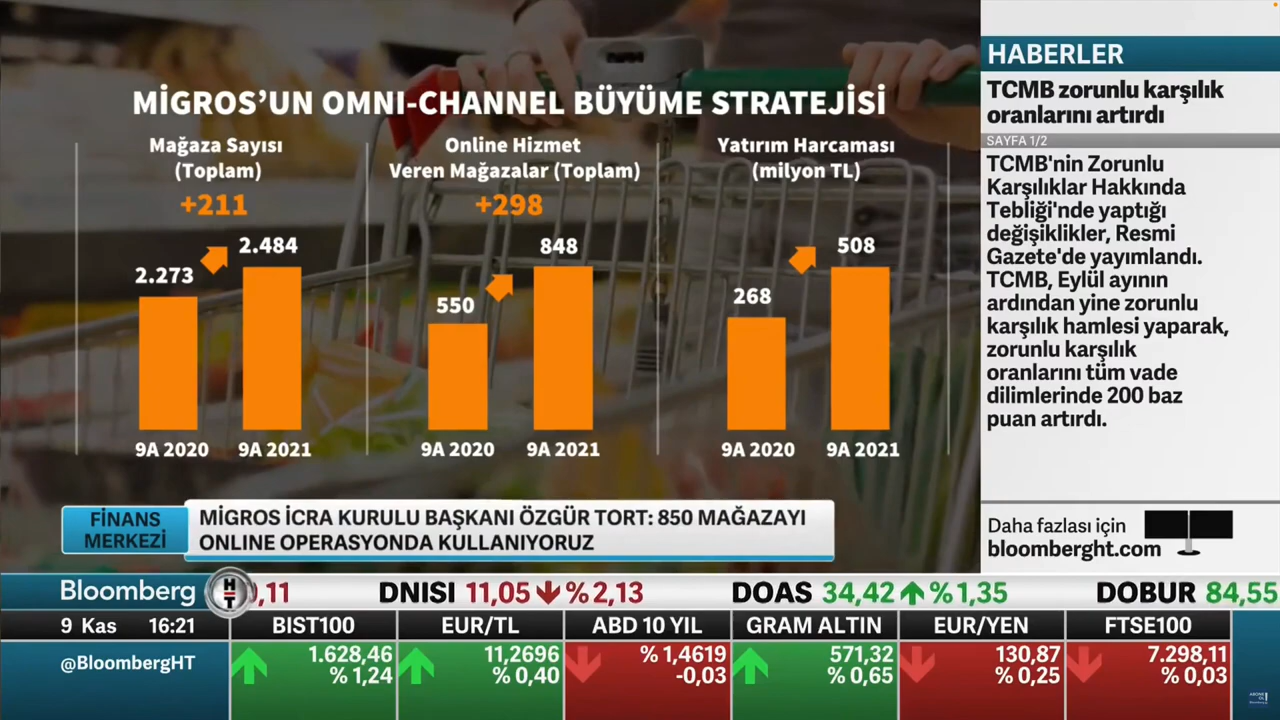 MİGROS'UN OMNI-CHANNEL BÜYÜME STRATEJİSİ
Mağaza Sayısı
(Toplam)
+211
2.273
2.484
9A 2020
9A 2021
Online Hizmet
Veren Mağazalar (Toplam)
+298
550
848
9A 2020
9A 2021
Yatırım Harcaması
(milyon TL)
268
508
9A 2020
9A 2021
HABERLER
TCMB zorunlu karşılık
oranlarını artırdı
SAYFA 1/2
TCMB'nin Zorunlu
Karşılıklar Hakkında
Tebliği'nde yaptığı
değişiklikler, Resmi
Gazete'de yayımlandı.
TCMB, Eylül ayının
ardından yine zorunlu
karşılık hamlesi yaparak,
zorunlu karşılık
oranlarını tüm vade
dilimlerinde 200 baz
puan artırdı.
Daha fazlası için
bloomberght.com
FİNANS
MERKEZİ
MİGROS İCRA KURULU BAŞKANI ÖZGÜR TORT: 850 MAĞAZAYI
ONLINE OPERASYONDA KULLANIYORUZ
Bloomberg HT
,11 DNISI 11,05 %2,13 DOAS 34,42 %1,35 DOBUR 84,55
9 Kas 16:21
@BloombergHT
BIST100
1.628,46
% 1,24
EUR/TL
11,2696
% 0,40
ABD 10 YIL
% 1,4619
-0,03
GRAM ALTIN
571,32
% 0,65
EUR/YEN
130,87
% 0,25
FTSE100
7.298,11
% 0,03